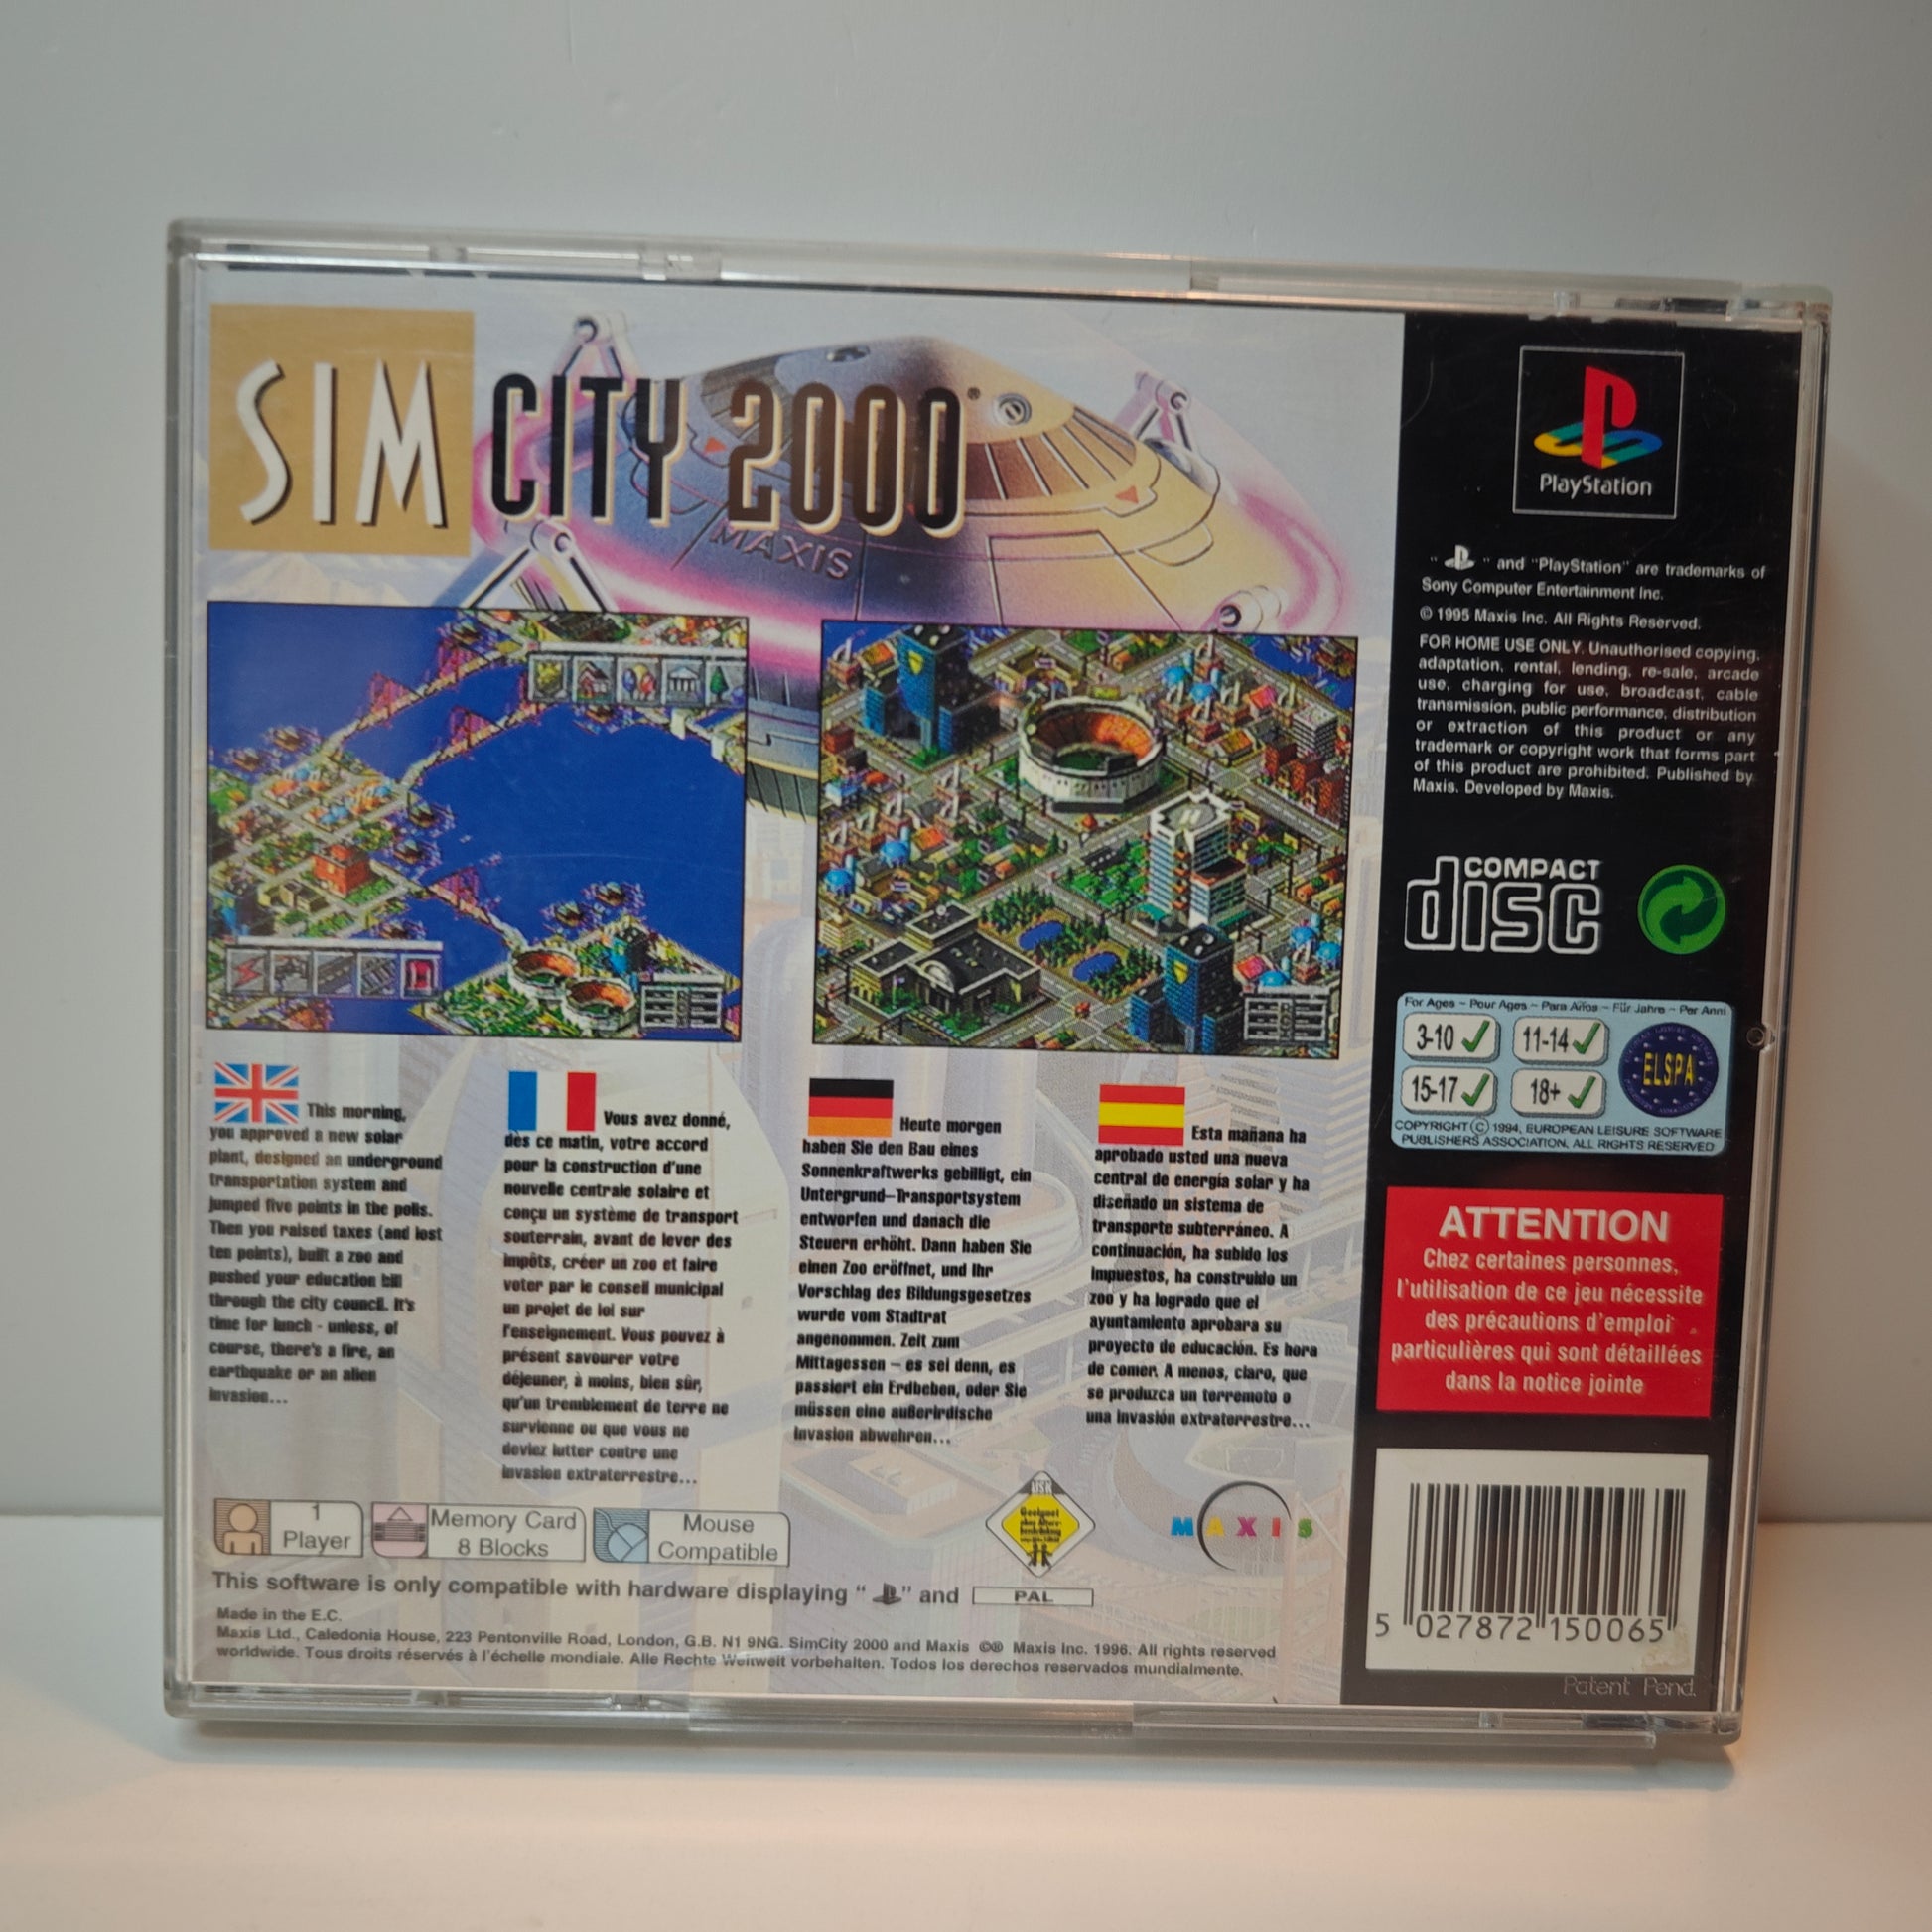 SIM CITY 2000®
MAXIS
This morning,
you approved a new solar
plant, designed an underground
transportation system and
jumped five points in the polls.
Then you raised taxes (and lost
ten points), built a zoo and
pushed your education bill
through the city council. It's
time for lunch - unless, of
course, there's a fire, an
earthquake or an alien
invasion...
Vous avez donné,
dès ce matin, votre accord
pour la construction d'une
nouvelle centrale solaire et
conçu un système de transport
souterrain, avant de lever des
impôts, créer un zoo et faire
voter par le conseil municipal
un projet de loi sur
l'enseignement. Vous pouvez à
présent savourer votre
déjeuner, à moins, bien sûr,
qu'un tremblement de terre ne
survienne ou que vous ne
deviez lutter contre une
invasion extraterrestre...
Heute morgen
haben Sie den Bau eines
Sonnenkraftwerks gebilligt, ein
Untergrund–Transportsystem
entworfen und danach die
Steuern erhöht. Dann haben Sie
einen Zoo eröffnet, und Ihr
Vorschlag des Bildungsgesetzes
wurde vom Stadtrat
angenommen. Zeit zum
Mittagessen – es sei denn, es
passiert ein Erdbeben, oder Sie
müssen eine außerirdische
Invasion abwehren...
Esta mañana ha
aprobado usted una nueva
central de energía solar y ha
diseñado un sistema de
transporte subterráneo. A
continuación, ha subido los
impuestos, ha construido un
zoo y ha logrado que el
ayuntamiento aprobara su
proyecto de educación. Es hora
de comer. A menos, claro, que
se produzca un terremoto o
una invasión extraterrestre...
1
Player
Memory Card
8 Blocks
Mouse
Compatible
USK
Geeignet
ohne Alters-
MAXIS
This software is only compatible with hardware displaying " " and PAL
Made in the E.C.
Maxis Ltd., Caledonia House, 223 Pentonville Road, London, G.B. N1 9NG. SimCity 2000 and Maxis ©® Maxis Inc. 1996. All rights reserved
worldwide. Tous droits réservés à l'échelle mondiale. Alle Rechte Weltweit vorbehalten. Todos los derechos reservados mundialmente.
PlayStation
" " and "PlayStation" are trademarks of
Sony Computer Entertainment Inc.
© 1995 Maxis Inc. All Rights Reserved.
FOR HOME USE ONLY. Unauthorised copying,
adaptation, rental, lending, re-sale, arcade
use, charging for use, broadcast, cable
transmission, public performance, distribution
or extraction of this product or any
trademark or copyright work that forms part
of this product are prohibited. Published by
Maxis. Developed by Maxis.
COMPACT
disc
For Ages ~ Pour Ages ~ Para Años ~ Für Jahre ~ Per Anni
3-10 ✓ 11-14 ✓
15-17 ✓ 18+ ✓
ELSPA
COPYRIGHT © 1994, EUROPEAN LEISURE SOFTWARE
PUBLISHERS ASSOCIATION, ALL RIGHTS RESERVED
ATTENTION
Chez certaines personnes,
l'utilisation de ce jeu nécessite
des précautions d'emploi
particulières qui sont détaillées
dans la notice jointe
5 027872 150065
Patent Pend.